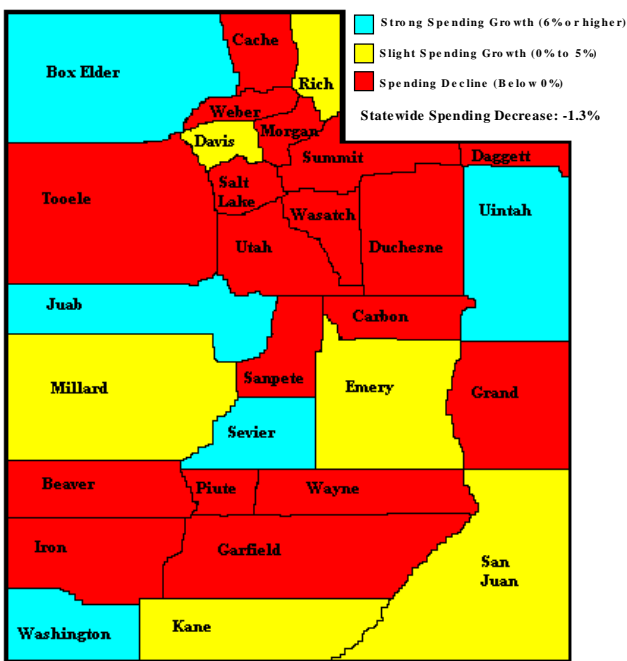 Strong Spending Growth (6% or higher)
Slight Spending Growth (0% to 5%)
Spending Decline (Below 0%)
Statewide Spending Decrease: -1.3%
Cache
Box Elder
Rich
Weber
Morgan
Davis
Summit
Daggett
Salt
Lake
Tooele
Wasatch
Uintah
Utah
Duchesne
Juab
Carbon
Sanpete
Millard
Emery
Grand
Sevier
Beaver
Piute
Wayne
Iron
Garfield
San
Juan
Kane
Washington